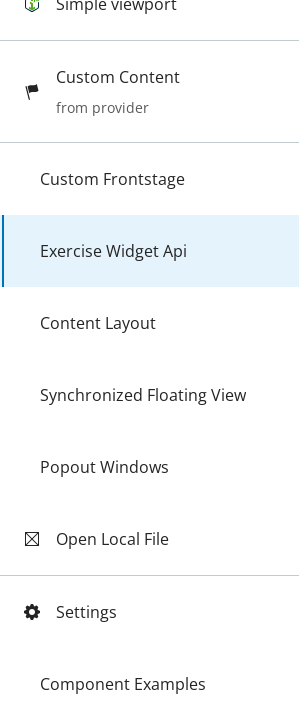 Simple viewport
Custom Content
from provider
Custom Frontstage
Exercise Widget Api
Content Layout
Synchronized Floating View
Popout Windows
Open Local File
Settings
Component Examples